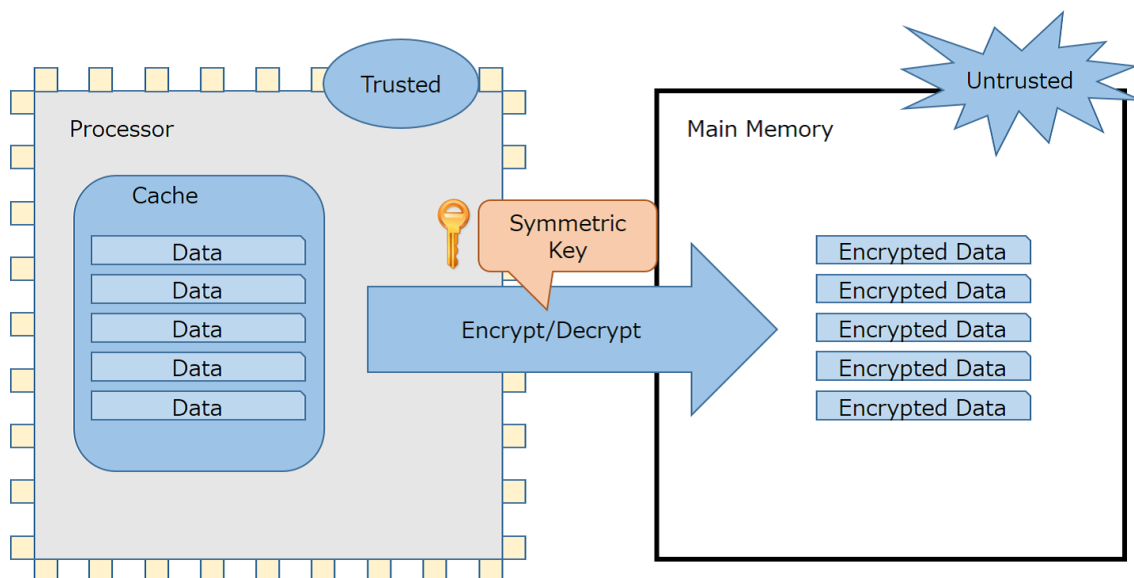 Trusted
Untrusted
Processor
Main Memory
Cache
Symmetric
Key
Data
Data
Data
Data
Data
Encrypt/Decrypt
Encrypted Data
Encrypted Data
Encrypted Data
Encrypted Data
Encrypted Data